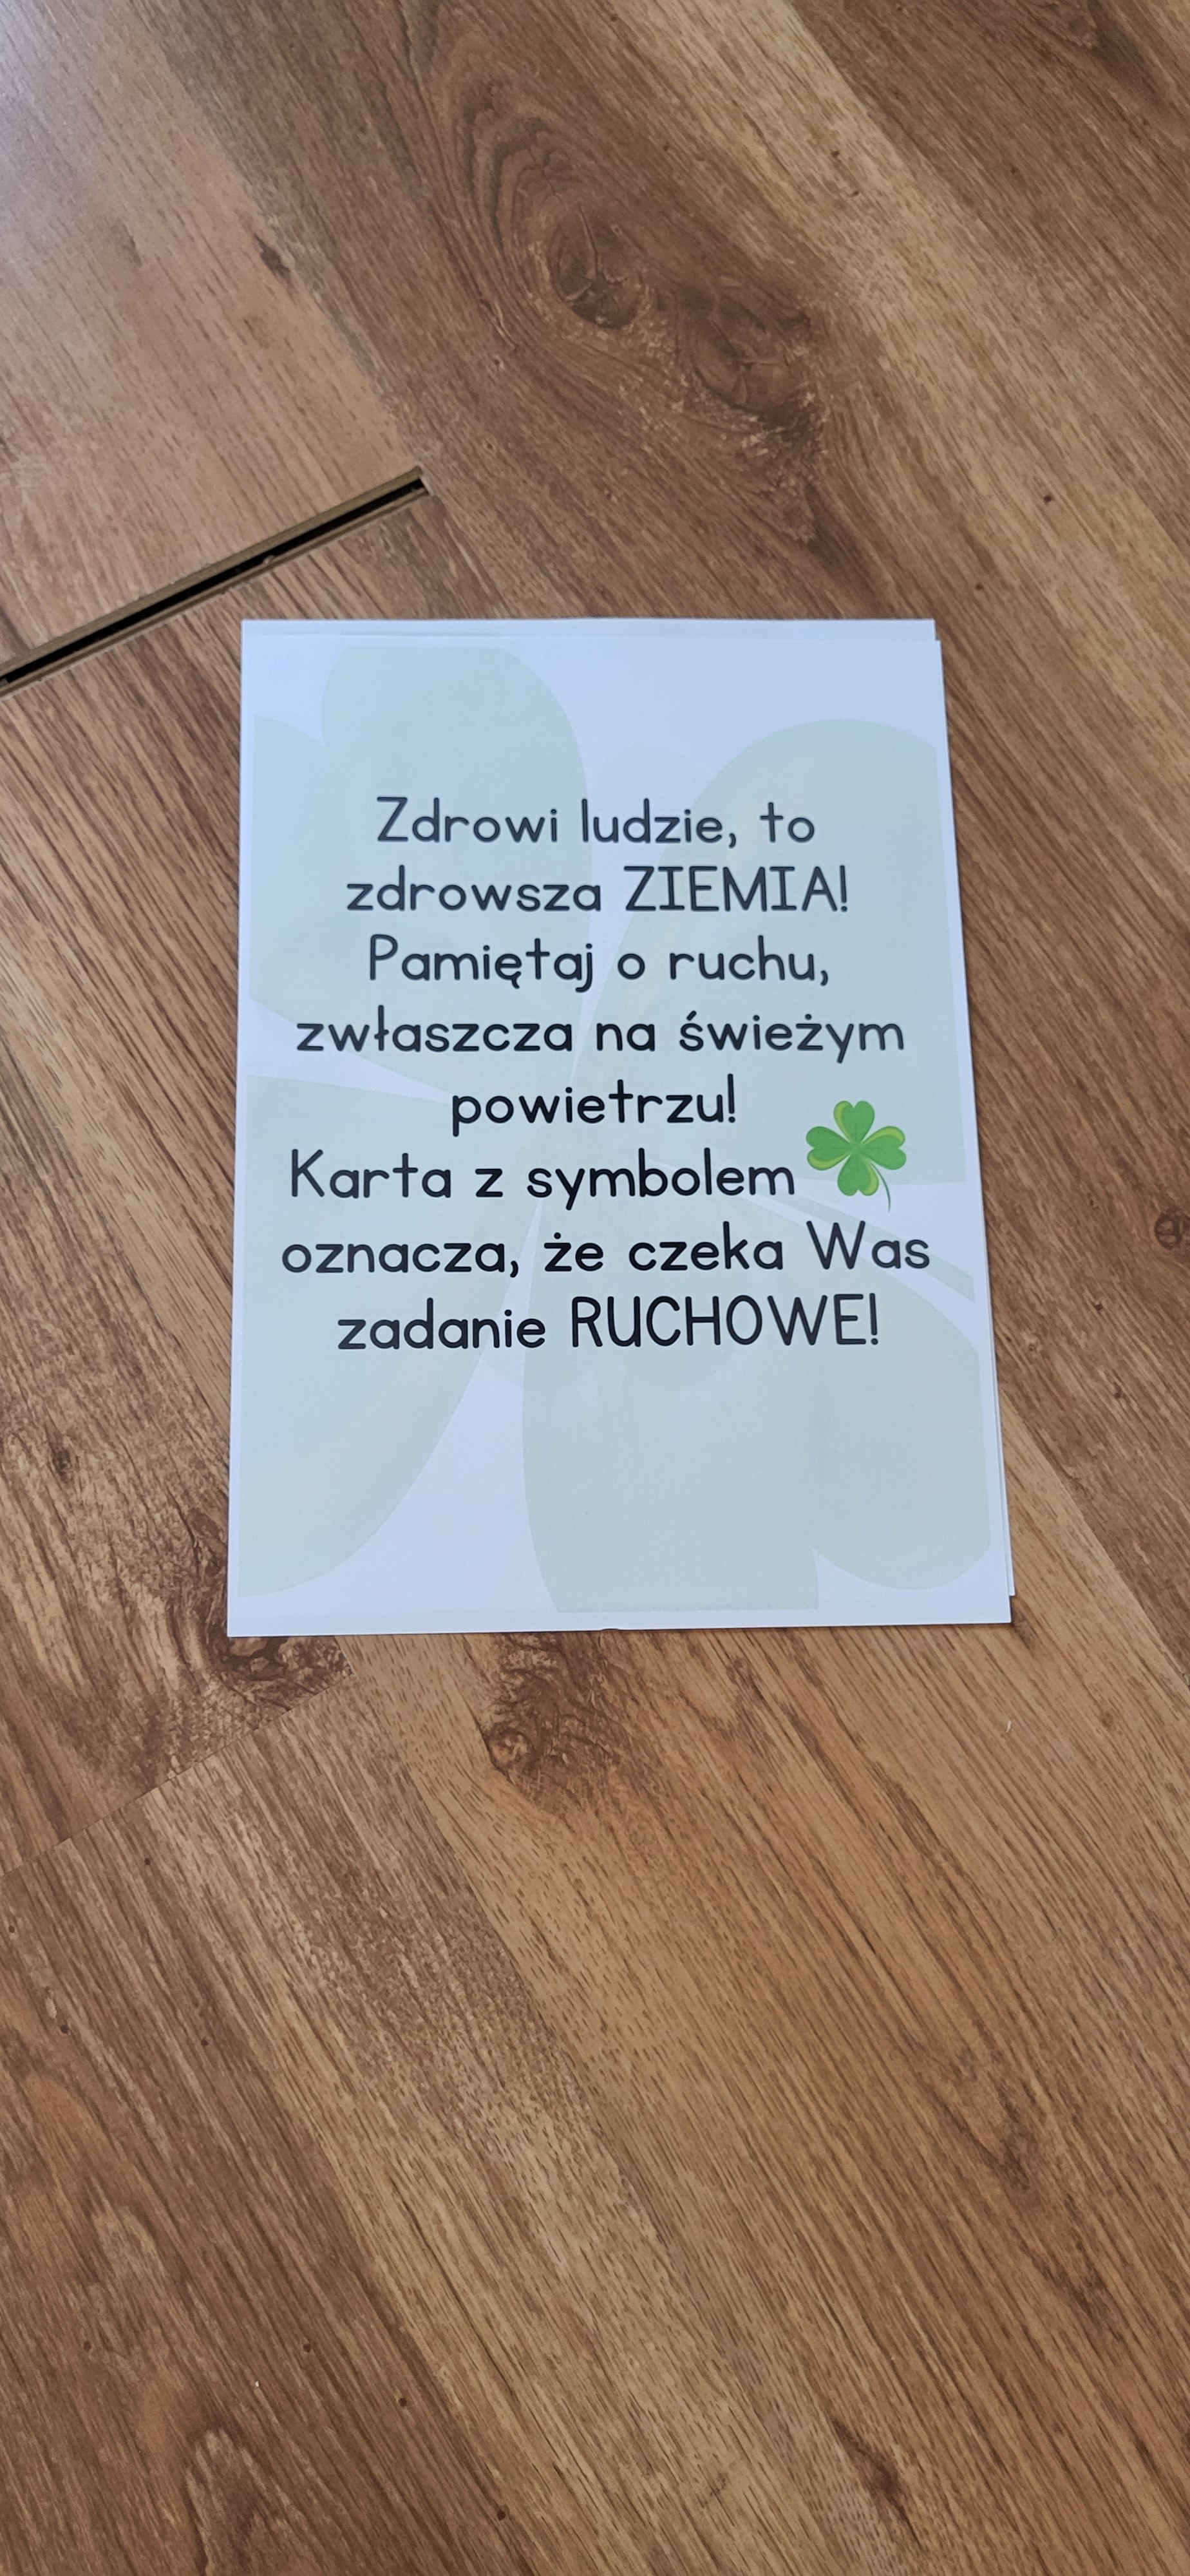 Zdrowi ludzie, to
zdrowsza ZIEMIA!
Pamiętaj o ruchu,
zwłaszcza na świeżym
powietrzu!
Karta z symbolem
oznacza, że czeka Was
zadanie RUCHOWE!